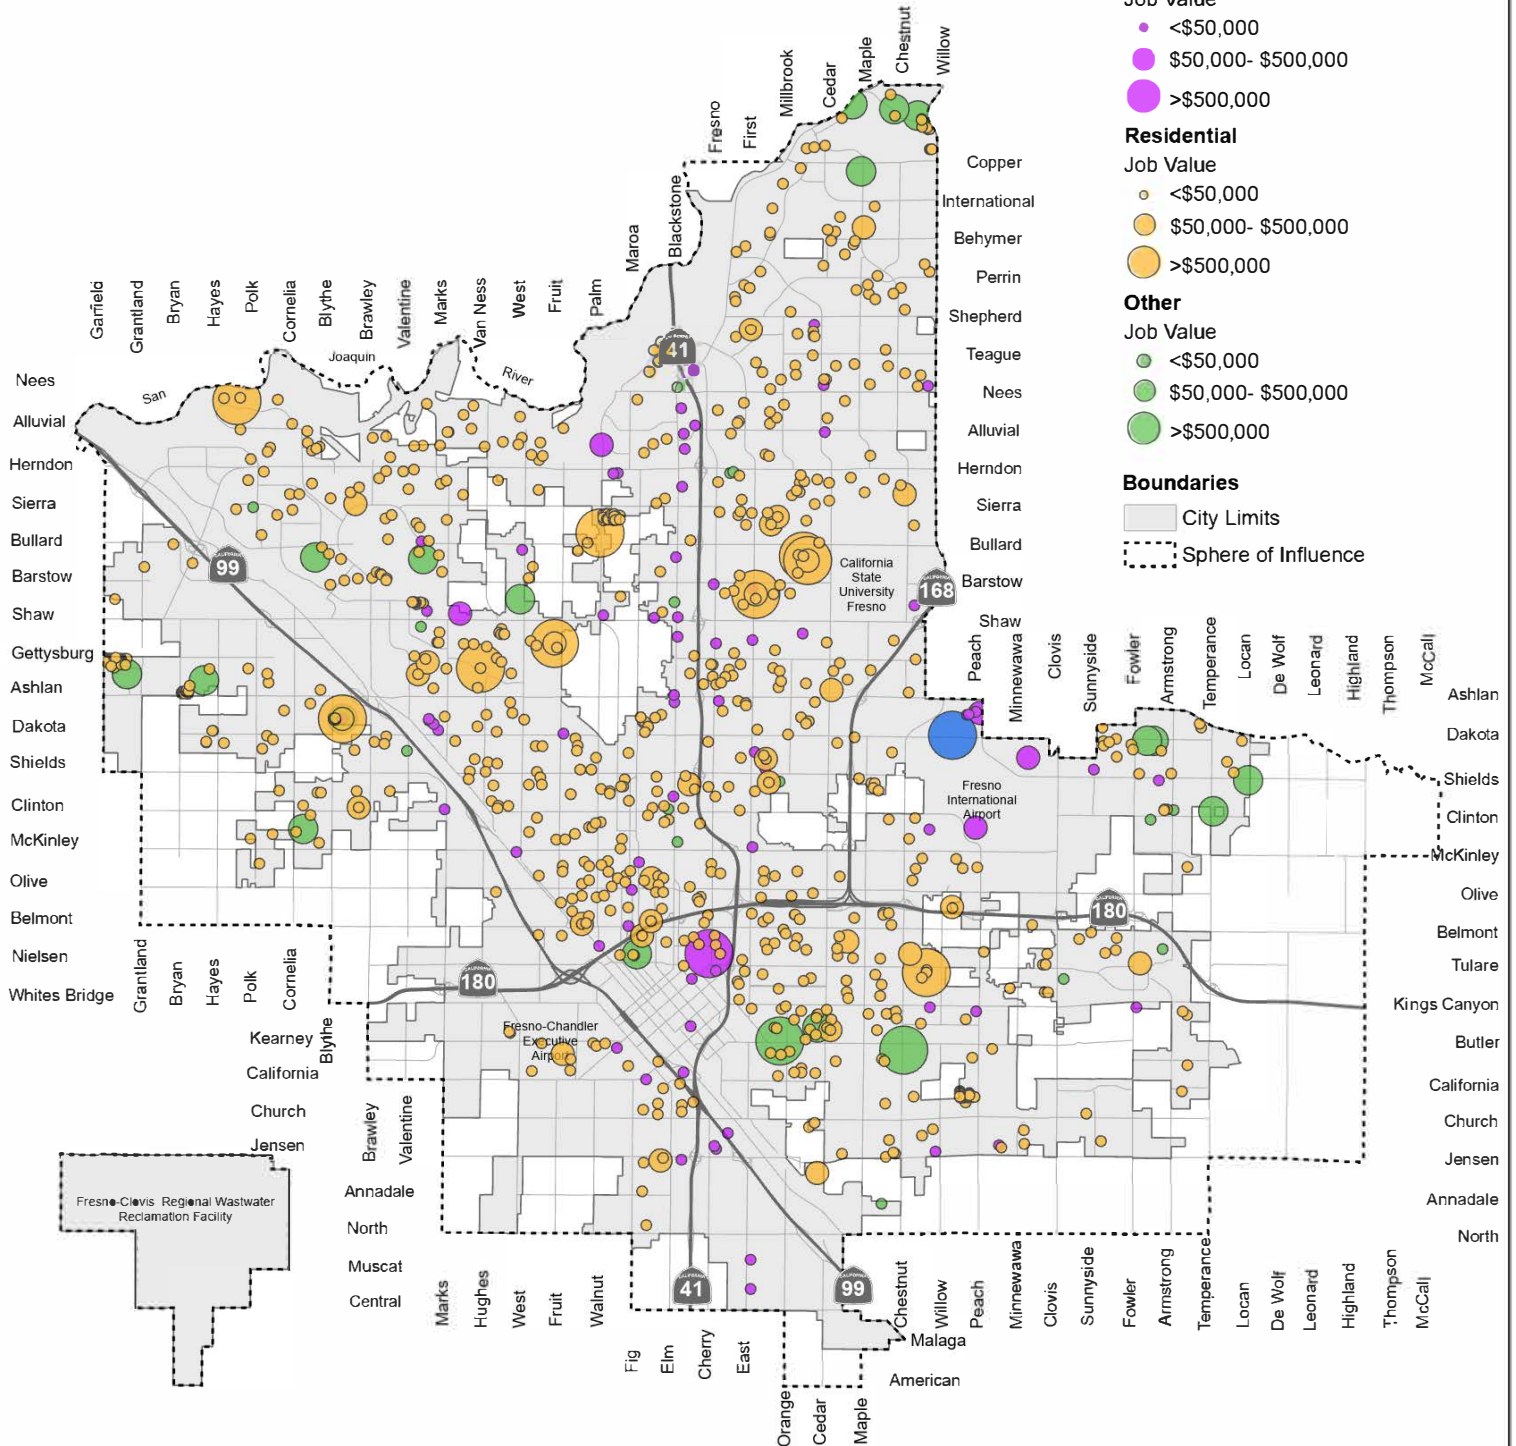 Job Value
<$50,000
$50,000- $500,000
>$500,000
Residential
Job Value
<$50,000
$50,000- $500,000
>$500,000
Other
Job Value
<$50,000
$50,000- $500,000
>$500,000
Boundaries
City Limits
Sphere of Influence
Fresno
First
Millbrook
Cedar
Maple
Chestnut
Willow
Copper
International
Behymer
Perrin
Shepherd
Teague
Nees
Alluvial
Herndon
Sierra
Bullard
Barstow
Shaw
Garfield
Grantland
Bryan
Hayes
Polk
Cornelia
Blythe
Brawley
Valentine
Marks
Van Ness
West
Fruit
Palm
Maroa
Blackstone
San
Joaquin
River
Nees
Alluvial
Herndon
Sierra
Bullard
Barstow
Shaw
Gettysburg
Ashlan
Dakota
Shields
Clinton
McKinley
Olive
Belmont
Nielsen
Whites Bridge
CALIFORNIA
99
41
California
State
University
Fresno
CALIFORNIA
168
Peach
Minnewawa
Clovis
Sunnyside
Fowler
Armstrong
Temperance
Locan
De Wolf
Leonard
Highland
Thompson
McCall
Ashlan
Dakota
Shields
Clinton
McKinley
Olive
Belmont
Tulare
Kings Canyon
Butler
California
Church
Jensen
Annadale
North
Fresno
International
Airport
CALIFORNIA
180
CALIFORNIA
180
Grantland
Bryan
Hayes
Polk
Cornelia
Blythe
Kearney
California
Church
Jensen
Brawley
Valentine
Annadale
North
Muscat
Central
Fresno-Chandler
Executive
Airport
Fresno-Clovis Regional Wastwater
Reclamation Facility
CALIFORNIA
41
CALIFORNIA
99
Marks
Hughes
West
Fruit
Walnut
Fig
Elm
Cherry
East
Orange
Cedar
Maple
Chestnut
Willow
Peach
Minnewawa
Clovis
Sunnyside
Fowler
Armstrong
Temperance
Locan
De Wolf
Leonard
Highland
Thompson
McCall
Malaga
American